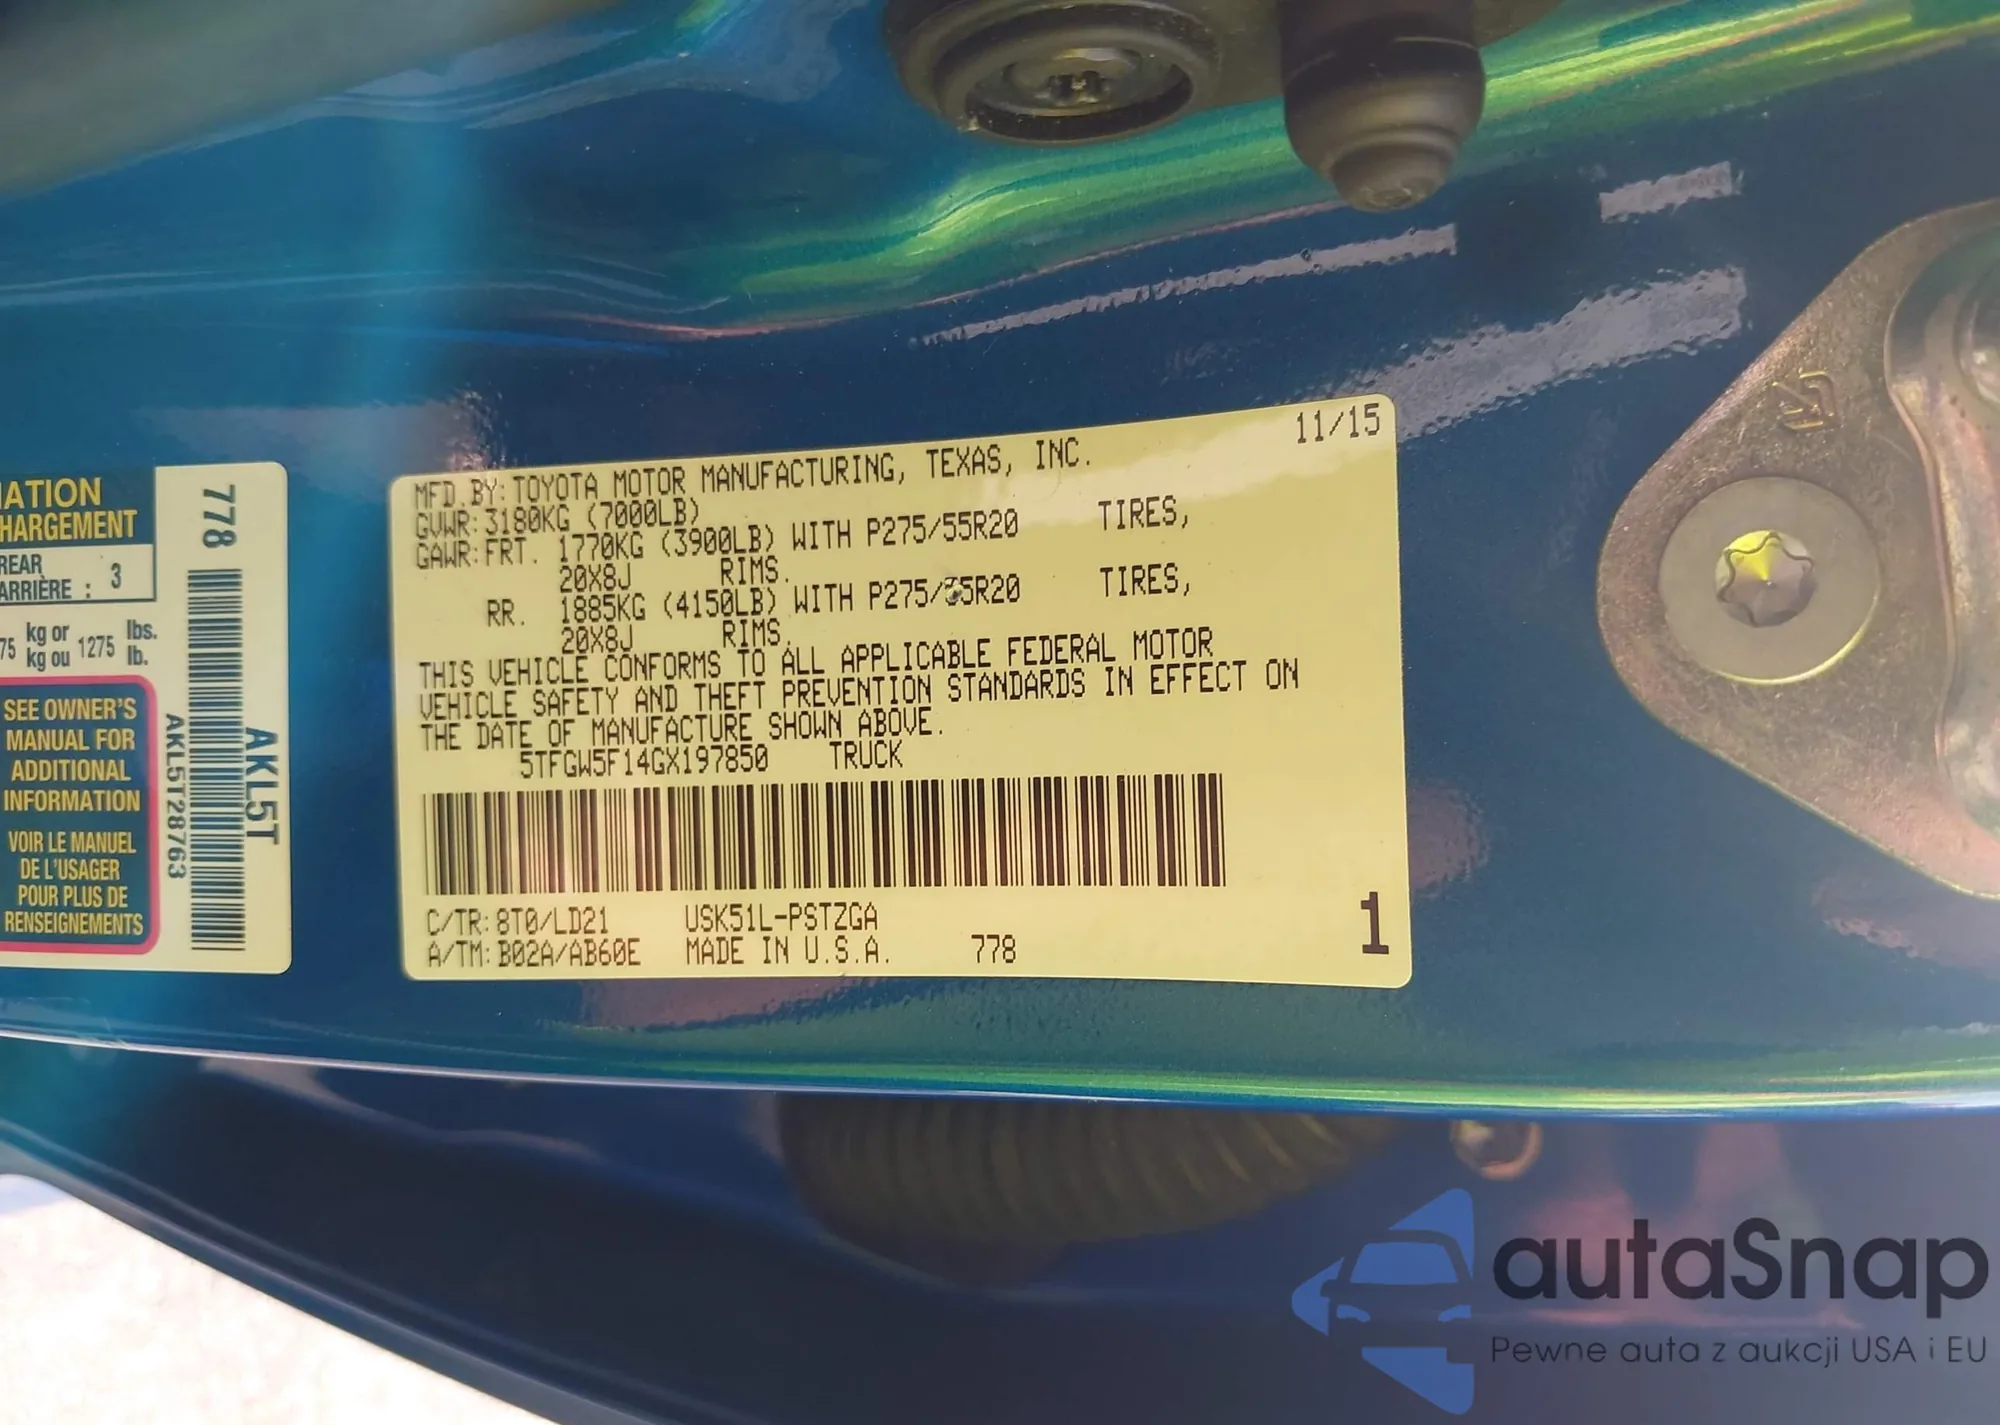 MATION
CHARGEMENT
REAR
ARRIÈRE : 3
75 kg or 1275 lbs.
kg ou lb.
SEE OWNER'S
MANUAL FOR
ADDITIONAL
INFORMATION
VOIR LE MANUEL
DE L'USAGER
POUR PLUS DE
RENSEIGNEMENTS
778
AKL5T
AKL5T28763
11/15
MFD.BY:TOYOTA MOTOR MANUFACTURING, TEXAS, INC.
GVWR:3180KG (7000LB)
GAWR:FRT. 1770KG (3900LB) WITH P275/55R20 TIRES,
20X8J RIMS.
RR. 1885KG (4150LB) WITH P275/55R20 TIRES,
20X8J RIMS.
THIS VEHICLE CONFORMS TO ALL APPLICABLE FEDERAL MOTOR
VEHICLE SAFETY AND THEFT PREVENTION STANDARDS IN EFFECT ON
THE DATE OF MANUFACTURE SHOWN ABOVE.
5TFGW5F14GX197850 TRUCK
C/TR:8T0/LD21 USK51L-PSTZGA
A/TM:B02A/AB60E MADE IN U.S.A. 778
1
autaSnap
Pewne auta z aukcji USA i EU